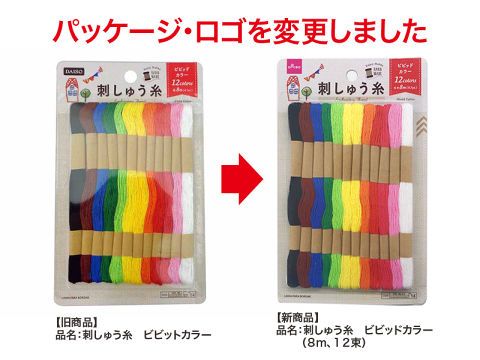 パッケージ・ロゴを変更しました
DAISO
ビビッド
カラー
12colors
刺しゅう糸
ビビッド
カラー
12colors
刺しゅう糸
【旧商品】
品名：刺しゅう糸　ビビットカラー
【新商品】
品名：刺しゅう糸　ビビッドカラー
（8m、12束）